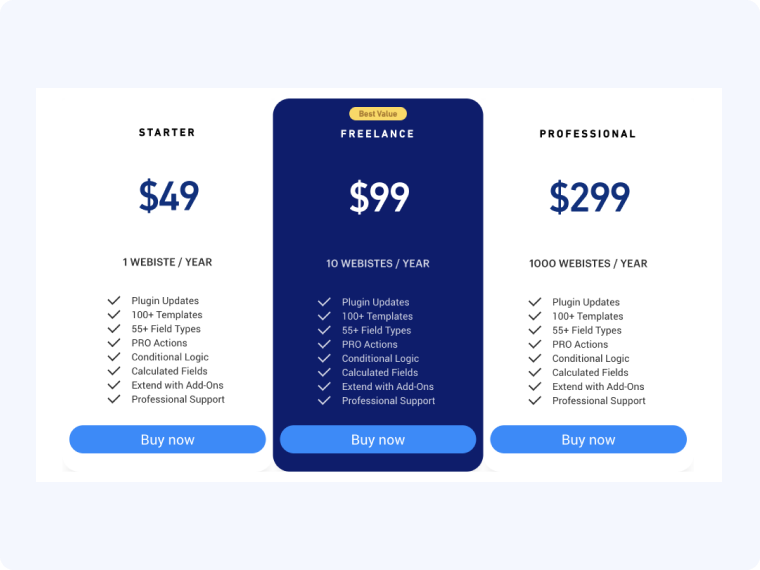 STARTER
$49
1 WEBISTE / YEAR
Plugin Updates
100+ Templates
55+ Field Types
PRO Actions
Conditional Logic
Calculated Fields
Extend with Add-Ons
Professional Support
Buy now
Best Value
FREELANCE
$99
10 WEBISTES / YEAR
Plugin Updates
100+ Templates
55+ Field Types
PRO Actions
Conditional Logic
Calculated Fields
Extend with Add-Ons
Professional Support
Buy now
PROFESSIONAL
$299
1000 WEBISTES / YEAR
Plugin Updates
100+ Templates
55+ Field Types
PRO Actions
Conditional Logic
Calculated Fields
Extend with Add-Ons
Professional Support
Buy now